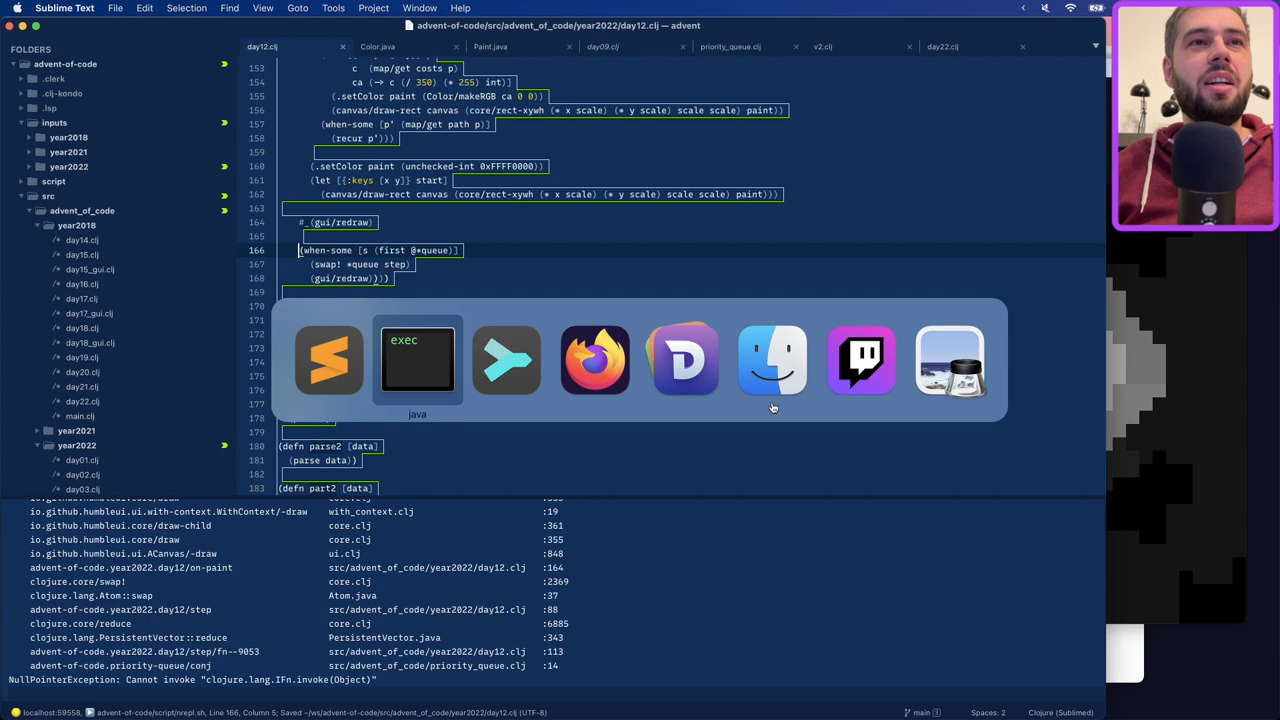 Sublime Text File Edit Selection Find View Goto Tools Project Window Help
advent-of-code/src/advent_of_code/year2022/day12.clj — advent
FOLDERS
advent-of-code
.clerk
.clj-kondo
.lsp
inputs
year2018
year2021
year2022
script
src
advent_of_code
year2018
day14.clj
day15.clj
day15_gui.clj
day16.clj
day17.clj
day17_gui.clj
day18.clj
day18_gui.clj
day19.clj
day20.clj
day21.clj
day22.clj
main.clj
year2021
year2022
day01.clj
day02.clj
day03.clj
day12.clj Color.java Paint.java day09.clj priority_queue.clj v2.clj day22.clj
153 c (map/get costs p)
154 ca (-> c (/ 350) (* 255) int)]
155 (.setColor paint (Color/makeRGB ca 0 0))
156 (canvas/draw-rect canvas (core/rect-xywh (* x scale) (* y scale) scale scale) paint)
157 (when-some [p' (map/get path p)]
158 (recur p')))
159
160 (.setColor paint (unchecked-int 0xFFFF0000))
161 (let [{:keys [x y]} start]
162 (canvas/draw-rect canvas (core/rect-xywh (* x scale) (* y scale) scale scale) paint)))
163
164 #_(gui/redraw)
165
166 (when-some [s (first @*queue)]
167 (swap! *queue step)
168 (gui/redraw))))
169
170
171
172
173
174
175
176
177
178
179
180 (defn parse2 [data]
181 (parse data))
182
183 (defn part2 [data]
exec
java
io.github.humbleui.ui.with-context.WithContext/-draw with_context.clj :19
io.github.humbleui.core/draw-child core.clj :361
io.github.humbleui.core/draw core.clj :355
io.github.humbleui.ui.ACanvas/-draw ui.clj :848
advent-of-code.year2022.day12/on-paint src/advent_of_code/year2022/day12.clj :164
clojure.core/swap! core.clj :2369
clojure.lang.Atom::swap Atom.java :37
advent-of-code.year2022.day12/step src/advent_of_code/year2022/day12.clj :88
clojure.core/reduce core.clj :6885
clojure.lang.PersistentVector::reduce PersistentVector.java :343
advent-of-code.year2022.day12/step/fn--9053 src/advent_of_code/year2022/day12.clj :113
advent-of-code.priority-queue/conj src/advent_of_code/priority_queue.clj :14
NullPointerException: Cannot invoke "clojure.lang.IFn.invoke(Object)"
localhost:59558, advent-of-code/script/nrepl.sh, Line 166, Column 5; Saved ~/ws/advent-of-code/src/advent_of_code/year2022/day12.clj (UTF-8) main 3 Spaces: 2 Clojure (Sublimed)